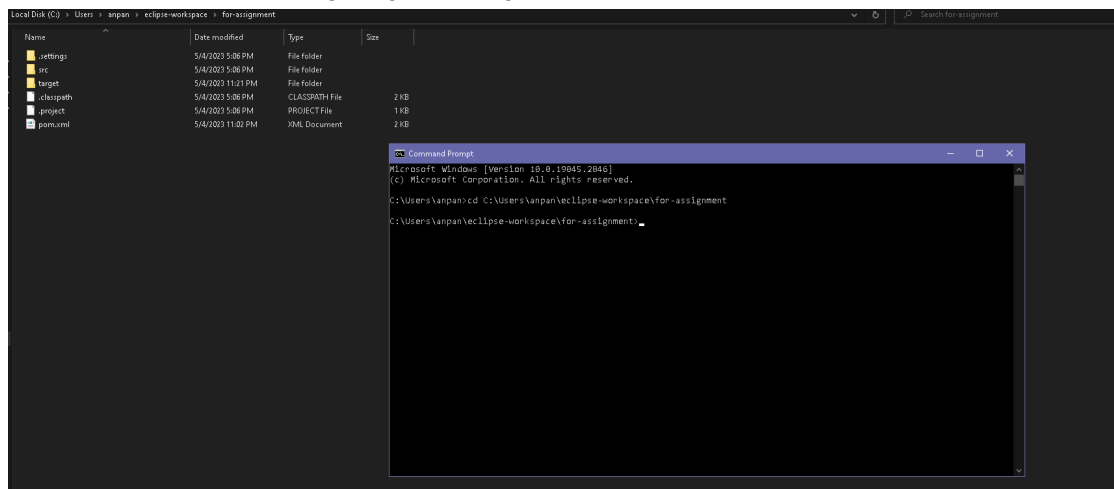 Local Disk (C:) › Users › anpan › eclipse-workspace › for-assignment
Search for-assignment
Name Date modified Type Size
.settings 5/4/2023 5:06 PM File folder
src 5/4/2023 5:06 PM File folder
target 5/4/2023 11:21 PM File folder
.classpath 5/4/2023 5:06 PM CLASSPATH File 2 KB
.project 5/4/2023 5:06 PM PROJECT File 1 KB
pom.xml 5/4/2023 11:02 PM XML Document 2 KB
Command Prompt
Microsoft Windows [Version 10.0.19045.2846]
(c) Microsoft Corporation. All rights reserved.
C:\Users\anpan>cd C:\Users\anpan\eclipse-workspace\for-assignment
C:\Users\anpan\eclipse-workspace\for-assignment>